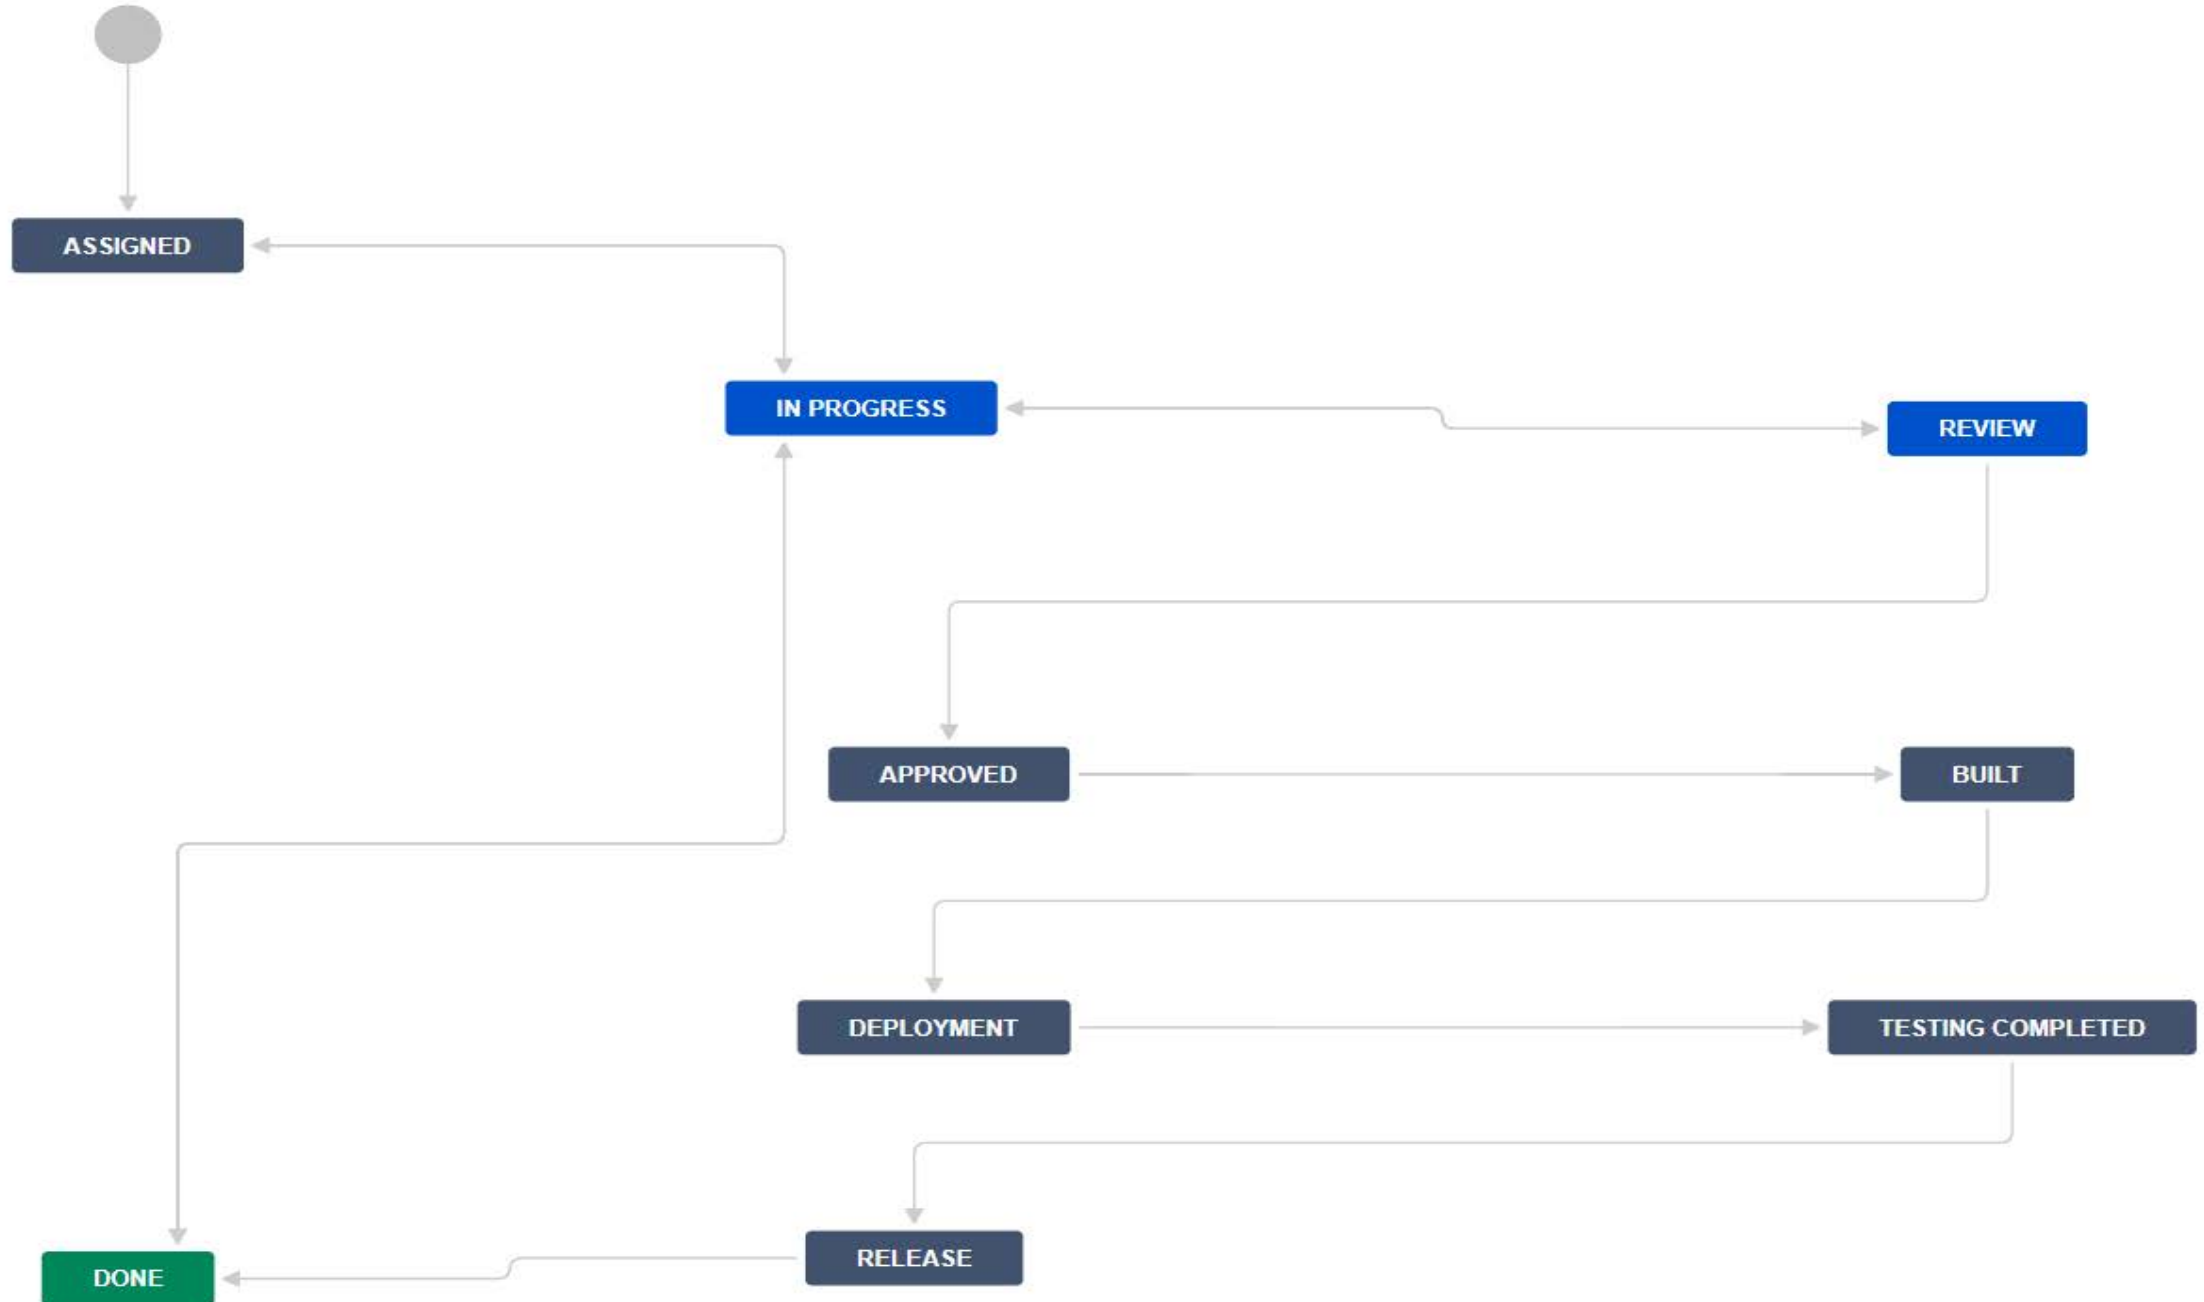 ASSIGNED
IN PROGRESS
REVIEW
APPROVED
BUILT
DEPLOYMENT
TESTING COMPLETED
RELEASE
DONE